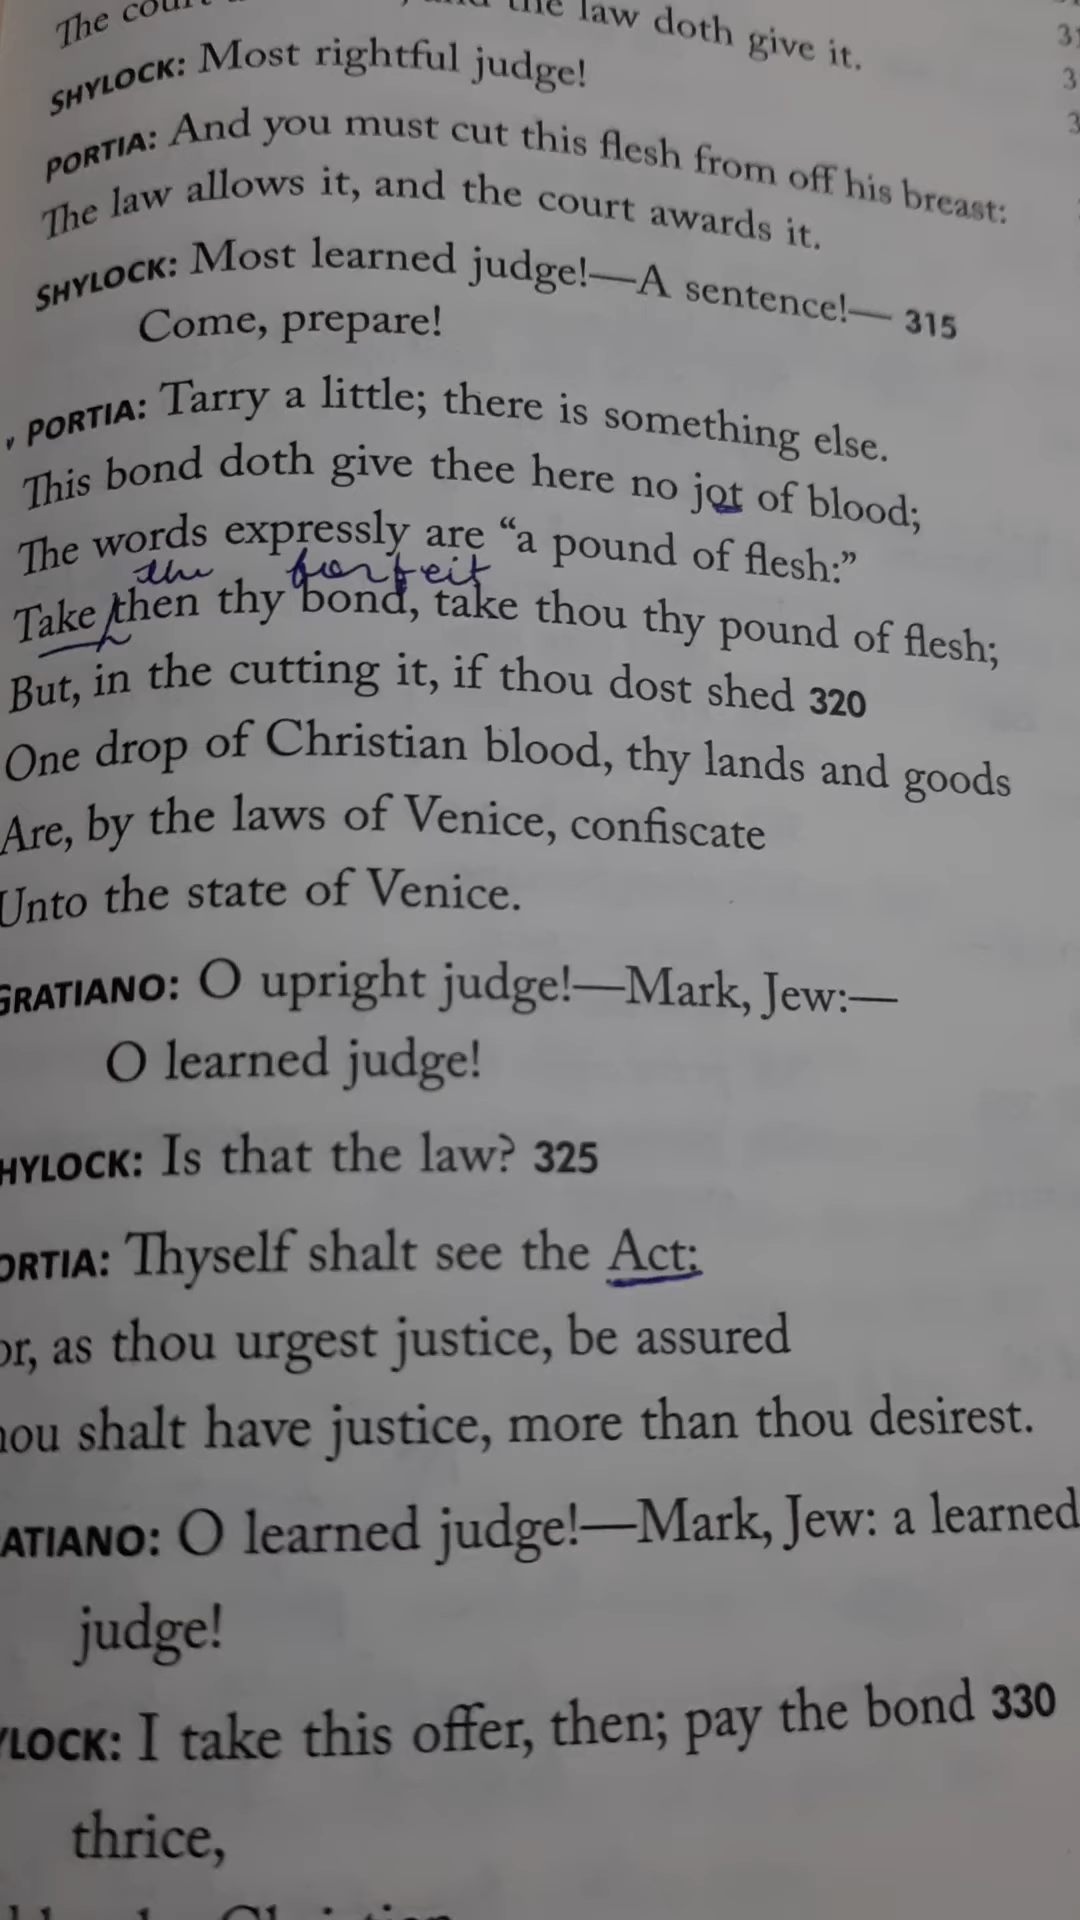 The cou the law doth give it.
SHYLOCK: Most rightful judge!
PORTIA: And you must cut this flesh from off his breast:
The law allows it, and the court awards it.
SHYLOCK: Most learned judge!—A sentence!— 315
Come, prepare!
PORTIA: Tarry a little; there is something else.
This bond doth give thee here no jot of blood;
The words expressly are “a pound of flesh:”
the forfeit
Take then thy bond, take thou thy pound of flesh;
But, in the cutting it, if thou dost shed 320
One drop of Christian blood, thy lands and goods
Are, by the laws of Venice, confiscate
Unto the state of Venice.
GRATIANO: O upright judge!—Mark, Jew:—
O learned judge!
HYLOCK: Is that the law? 325
ORTIA: Thyself shalt see the Act:
or, as thou urgest justice, be assured
hou shalt have justice, more than thou desirest.
ATIANO: O learned judge!—Mark, Jew: a learned
judge!
YLOCK: I take this offer, then; pay the bond 330
thrice,